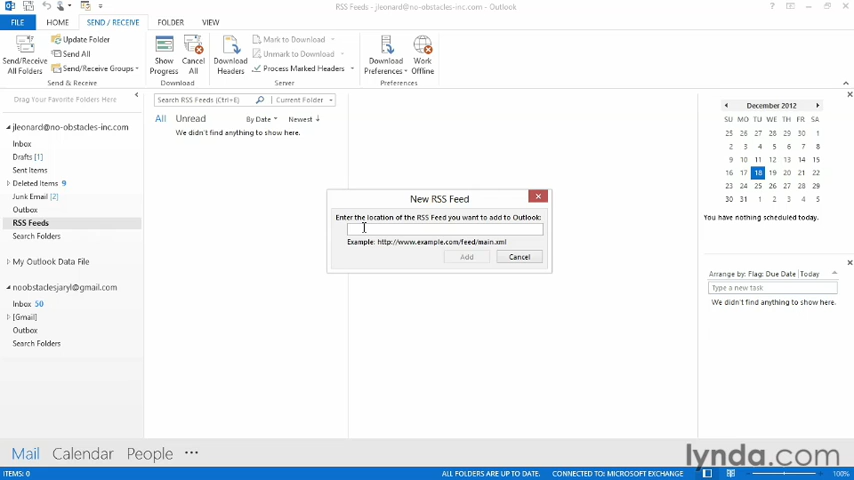 RSS Feeds - jleonard@no-obstacles-inc.com - Outlook
FILE HOME SEND / RECEIVE FOLDER VIEW
Send/Receive All Folders
Update Folder
Send All
Send/Receive Groups
Send & Receive
Show Progress
Cancel All
Download
Download Headers
Mark to Download
Unmark to Download
Process Marked Headers
Server
Download Preferences
Work Offline
Preferences
Drag Your Favorite Folders Here
jleonard@no-obstacles-inc.com
Inbox
Drafts [1]
Sent Items
Deleted Items 9
Junk Email [2]
Outbox
RSS Feeds
Search Folders
My Outlook Data File
noobstaclesjaryl@gmail.com
Inbox 50
[Gmail]
Outbox
Search Folders
Search RSS Feeds (Ctrl+E) Current Folder
All Unread By Date Newest
We didn't find anything to show here.
New RSS Feed
Enter the location of the RSS Feed you want to add to Outlook:
Example: http://www.example.com/feed/main.xml
Add Cancel
December 2012
SU MO TU WE TH FR SA
25 26 27 28 29 30 1
2 3 4 5 6 7 8
9 10 11 12 13 14 15
16 17 18 19 20 21 22
23 24 25 26 27 28 29
30 31 1 2 3 4 5
You have nothing scheduled today.
Arrange by: Flag: Due Date Today
Type a new task
We didn't find anything to show here.
Mail Calendar People
lynda.com
ITEMS: 0 ALL FOLDERS ARE UP TO DATE. CONNECTED TO: MICROSOFT EXCHANGE 100%